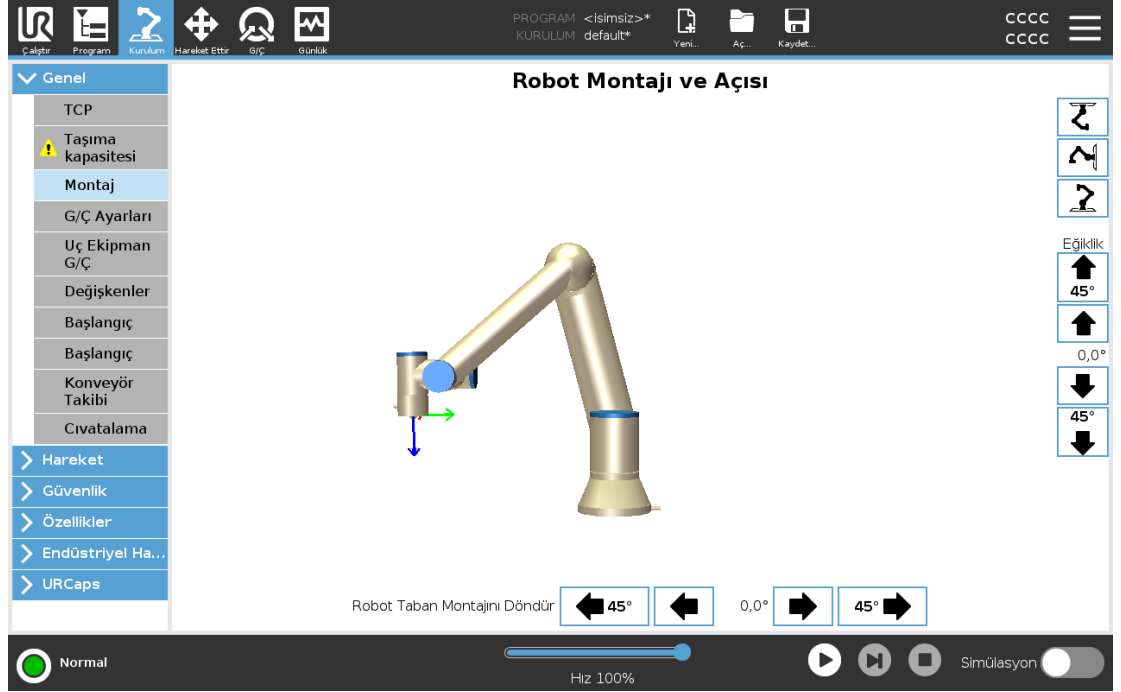 PROGRAM <isimsiz>*
KURULUM default*
Çalıştır
Program
Kurulum
Hareket Ettir
G/Ç
Günlük
Yeni...
Aç...
Kaydet...
CCCC
CCCC
Genel
TCP
Taşıma
kapasitesi
Montaj
G/Ç Ayarları
Uç Ekipman
G/Ç
Değişkenler
Başlangıç
Başlangıç
Konveyör
Takibi
Cıvatalama
Hareket
Güvenlik
Özellikler
Endüstriyel Ha...
URCaps
Robot Montajı ve Açısı
Eğiklik
45°
0,0°
45°
Robot Taban Montajını Döndür
45°
0,0°
45°
Normal
Hız 100%
Simülasyon